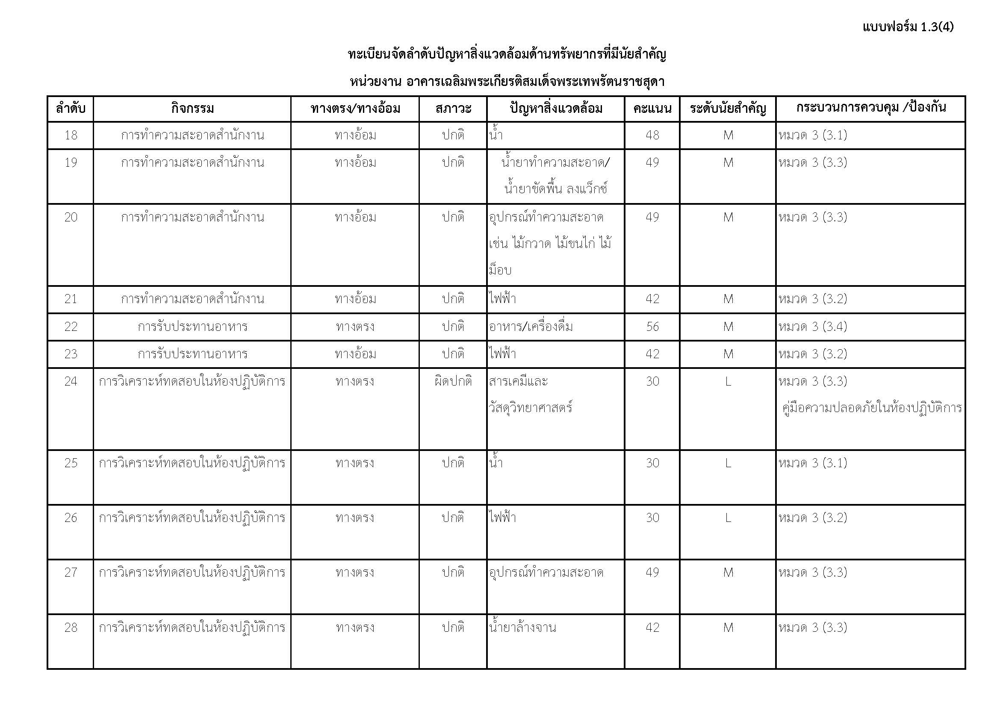 แบบฟอร์ม 1.3(4)
ทะเบียนจัดลำดับปัญหาสิ่งแวดล้อมด้านทรัพยากรที่มีนัยสำคัญ
หน่วยงาน อาคารเฉลิมพระเกียรติสมเด็จพระเทพรัตนราชสุดา
ลำดับ กิจกรรม ทางตรง/ทางอ้อม สภาวะ ปัญหาสิ่งแวดล้อม คะแนน ระดับนัยสำคัญ กระบวนการควบคุม /ป้องกัน
18 การทำความสะอาดสำนักงาน ทางอ้อม ปกติ น้ำ 48 M หมวด 3 (3.1)
19 การทำความสะอาดสำนักงาน ทางอ้อม ปกติ น้ำยาทำความสะอาด/ 49 M หมวด 3 (3.3)
น้ำยาขัดพื้น ลงแว็กซ์
20 การทำความสะอาดสำนักงาน ทางอ้อม ปกติ อุปกรณ์ทำความสะอาด 49 M หมวด 3 (3.3)
เช่น ไม้กวาด ไม้ขนไก่ ไม้
ม็อบ
21 การทำความสะอาดสำนักงาน ทางอ้อม ปกติ ไฟฟ้า 42 M หมวด 3 (3.2)
22 การรับประทานอาหาร ทางตรง ปกติ อาหาร/เครื่องดื่ม 56 M หมวด 3 (3.4)
23 การรับประทานอาหาร ทางอ้อม ปกติ ไฟฟ้า 42 M หมวด 3 (3.2)
24 การวิเคราะห์ทดสอบในห้องปฏิบัติการ ทางตรง ผิดปกติ สารเคมีและ 30 L หมวด 3 (3.3)
วัสดุวิทยาศาสตร์ คู่มือความปลอดภัยในห้องปฏิบัติการ
25 การวิเคราะห์ทดสอบในห้องปฏิบัติการ ทางตรง ปกติ น้ำ 30 L หมวด 3 (3.1)
26 การวิเคราะห์ทดสอบในห้องปฏิบัติการ ทางตรง ปกติ ไฟฟ้า 30 L หมวด 3 (3.2)
27 การวิเคราะห์ทดสอบในห้องปฏิบัติการ ทางตรง ปกติ อุปกรณ์ทำความสะอาด 49 M หมวด 3 (3.3)
28 การวิเคราะห์ทดสอบในห้องปฏิบัติการ ทางตรง ปกติ น้ำยาล้างจาน 42 M หมวด 3 (3.3)